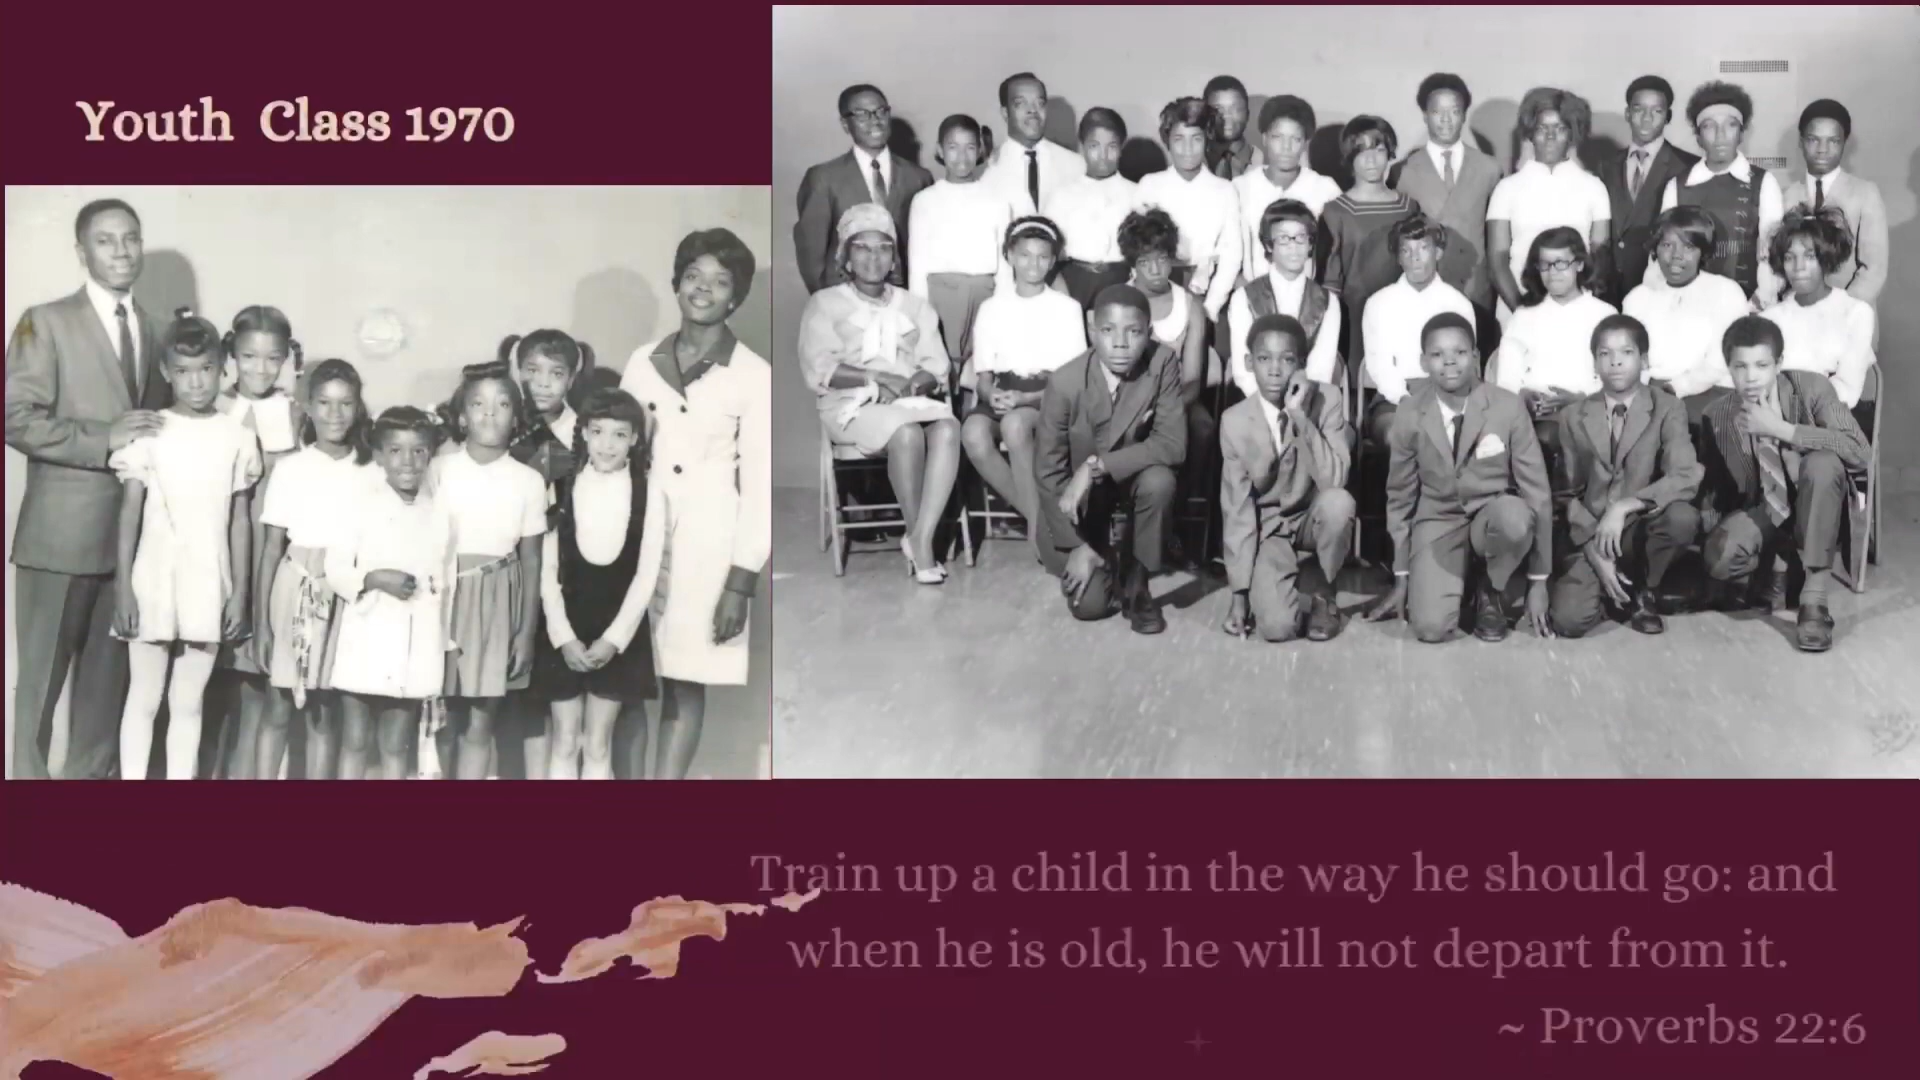 Youth Class 1970
Train up a child in the way he should go: and
when he is old, he will not depart from it.
~ Proverbs 22:6